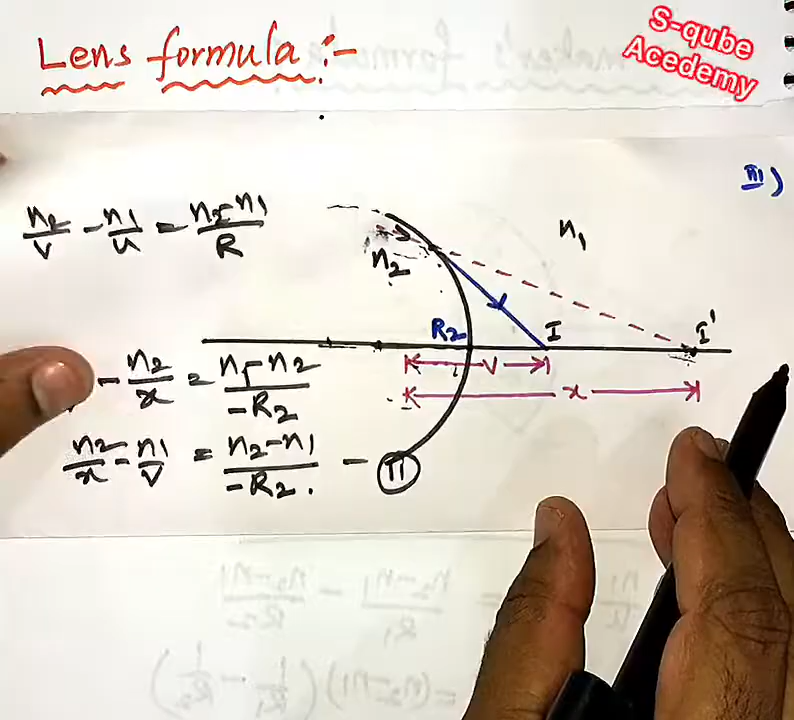 Lens formula :-
S-qube
Acedemy
III)
n2/v - n1/u = n2-n1/R
n1
n2
R2
I
I'
v
x
- n2/x = n1-n2/-R2
n2/x - n1/v = n2-n1/-R2. - II